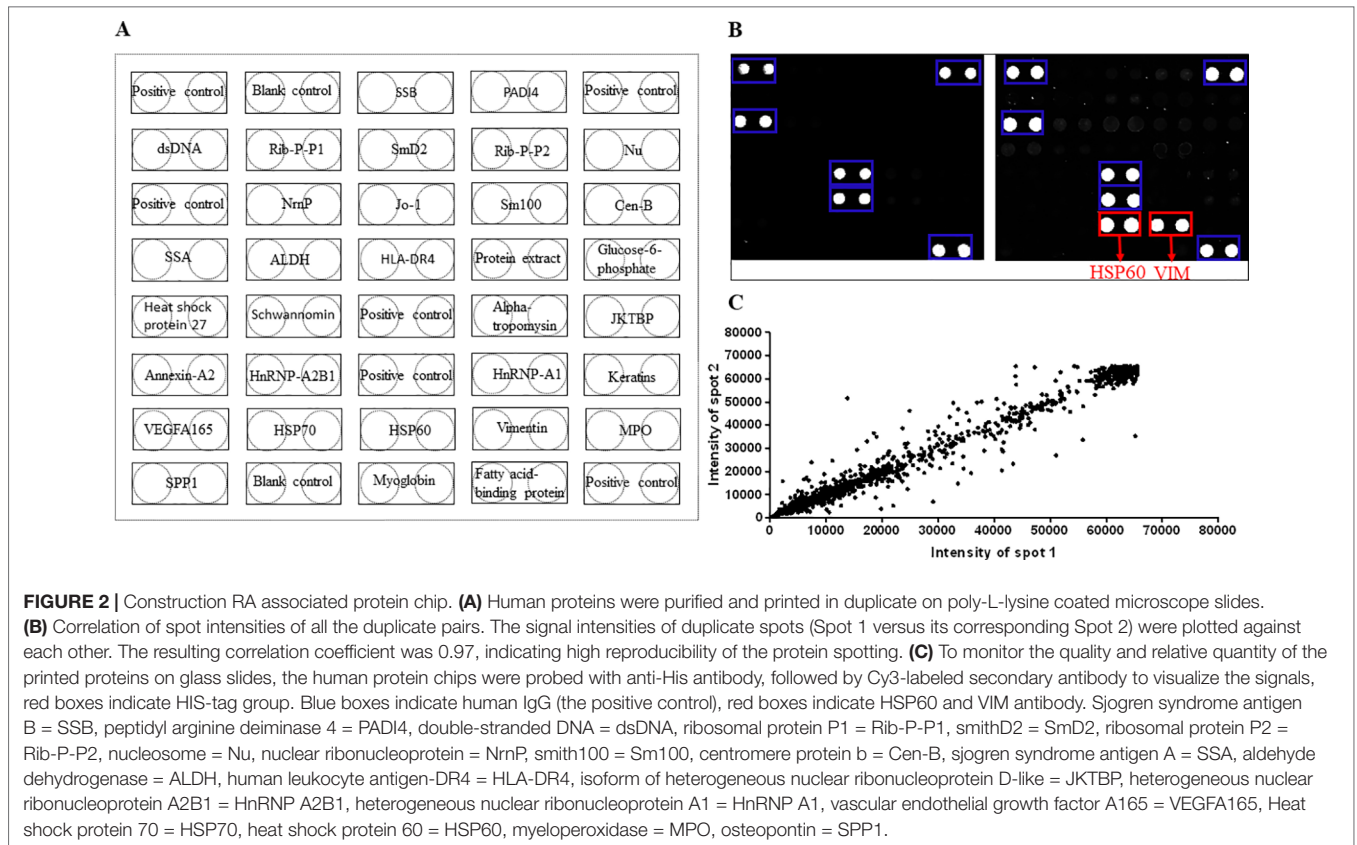 A
Positive control Blank control SSB PADI4 Positive control
dsDNA Rib-P-P1 SmD2 Rib-P-P2 Nu
Positive control NrnP Jo-1 Sm100 Cen-B
SSA ALDH HLA-DR4 Protein extract Glucose-6-
phosphate
Heat shock
protein 27 Schwannomin Positive control Alpha-
tropomysin JKTBP
Annexin-A2 HnRNP-A2B1 Positive control HnRNP-A1 Keratins
VEGFA165 HSP70 HSP60 Vimentin MPO
SPP1 Blank control Myoglobin Fatty acid-
binding protein Positive control
B
HSP60 VIM
C
80000
70000
60000
50000
40000
30000
20000
10000
0
Intensity of spot 2
0 10000 20000 30000 40000 50000 60000 70000 80000
Intensity of spot 1
FIGURE 2 | Construction RA associated protein chip. (A) Human proteins were purified and printed in duplicate on poly-L-lysine coated microscope slides.
(B) Correlation of spot intensities of all the duplicate pairs. The signal intensities of duplicate spots (Spot 1 versus its corresponding Spot 2) were plotted against
each other. The resulting correlation coefficient was 0.97, indicating high reproducibility of the protein spotting. (C) To monitor the quality and relative quantity of the
printed proteins on glass slides, the human protein chips were probed with anti-His antibody, followed by Cy3-labeled secondary antibody to visualize the signals,
red boxes indicate HIS-tag group. Blue boxes indicate human IgG (the positive control), red boxes indicate HSP60 and VIM antibody. Sjogren syndrome antigen
B = SSB, peptidyl arginine deiminase 4 = PADI4, double-stranded DNA = dsDNA, ribosomal protein P1 = Rib-P-P1, smithD2 = SmD2, ribosomal protein P2 =
Rib-P-P2, nucleosome = Nu, nuclear ribonucleoprotein = NrnP, smith100 = Sm100, centromere protein b = Cen-B, sjogren syndrome antigen A = SSA, aldehyde
dehydrogenase = ALDH, human leukocyte antigen-DR4 = HLA-DR4, isoform of heterogeneous nuclear ribonucleoprotein D-like = JKTBP, heterogeneous nuclear
ribonucleoprotein A2B1 = HnRNP A2B1, heterogeneous nuclear ribonucleoprotein A1 = HnRNP A1, vascular endothelial growth factor A165 = VEGFA165, Heat
shock protein 70 = HSP70, heat shock protein 60 = HSP60, myeloperoxidase = MPO, osteopontin = SPP1.